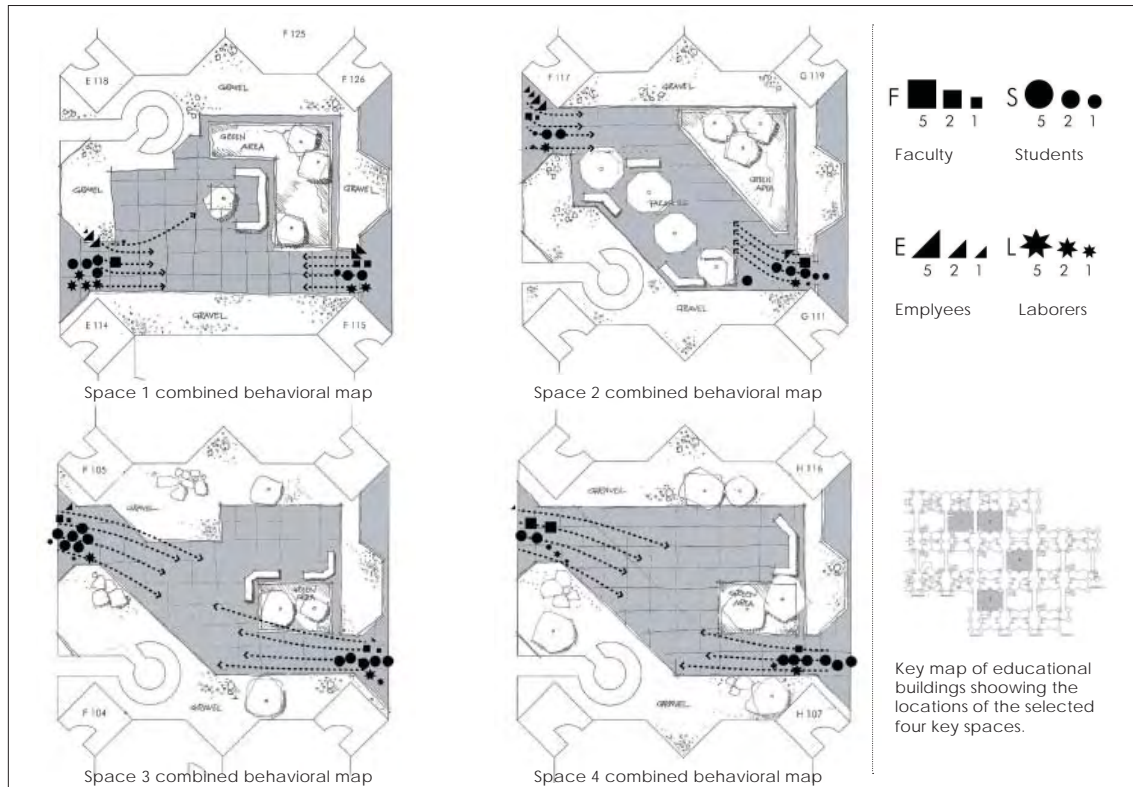 F 125
E 118
F 126
GRAVEL
GREEN
AREA
GRAVEL
GRAVEL
GRAVEL
E 114
F 115
Space 1 combined behavioral map
F 117
G 119
GRAVEL
GREEN
AREA
GRAVEL
G 111
Space 2 combined behavioral map
F 105
GRAVEL
GREEN
AREA
GRAVEL
F 104
Space 3 combined behavioral map
H 116
GRAVEL
GREEN
AREA
GRAVEL
H 107
Space 4 combined behavioral map
F 5 2 1
Faculty
S 5 2 1
Students
E 5 2 1
Emplyees
L 5 2 1
Laborers
Key map of educational
buildings shoowing the
locations of the selected
four key spaces.